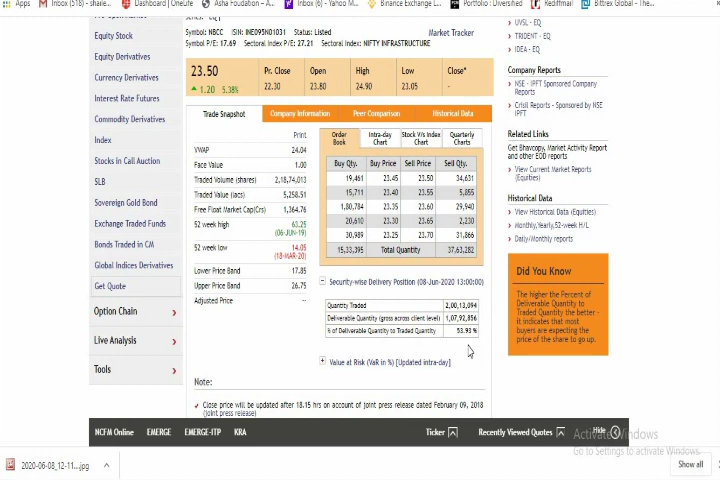 Apps
Inbox (518) - sharie...
Dashboard | OneLife
Asha Foudation – A...
Inbox (6) - Yahoo M...
Binance Exchange L...
Portfolio : Diversified
Rediffmail
Bittrex Global - The...
Symbol: NBCC ISIN: INE095N01031 Status: Listed
Symbol P/E: 17.69 Sectoral Index P/E: 27.21 Sectoral Index: NIFTY INFRASTRUCTURE
Market Tracker
Equity Stock
Equity Derivatives
Currency Derivatives
Interest Rate Futures
Commodity Derivatives
Index
Stocks in Call Auction
SLB
Sovereign Gold Bond
Exchange Traded Funds
Bonds Traded in CM
Global Indices Derivatives
Get Quote
Option Chain
Live Analysis
Tools
23.50
1.20 5.38%
Pr. Close Open High Low Close*
22.30 23.80 24.90 23.05 -
Trade Snapshot
Company Information
Peer Comparison
Historical Data
Print
VWAP 24.04
Face Value 1.00
Traded Volume (shares) 2,18,74,013
Traded Value (lacs) 5,258.51
Free Float Market Cap(Crs) 1,364.76
52 week high 63.25
(06-JUN-19)
52 week low 14.05
(18-MAR-20)
Lower Price Band 17.85
Upper Price Band 26.75
Adjusted Price --
Order Book
Intra-day Chart
Stock V/s Index Chart
Quarterly Charts
Buy Qty. Buy Price Sell Price Sell Qty.
19,461 23.45 23.50 34,631
15,711 23.40 23.55 5,855
1,80,784 23.35 23.60 29,940
20,610 23.30 23.65 2,230
30,989 23.25 23.70 31,866
15,33,395 Total Quantity 37,63,282
Security-wise Delivery Position (08-Jun-2020 13:00:00)
Quantity Traded 2,00,13,094
Deliverable Quantity (gross across client level) 1,07,92,856
% of Deliverable Quantity to Traded Quantity 53.93 %
Value at Risk (VaR in %) [Updated intra-day]
Note:
Close price will be updated after 18.15 hrs on account of joint press release dated February 09, 2018
(joint press release)
UVSL - EQ
TRIDENT - EQ
IDEA - EQ
Company Reports
NSE - IPFT Sponsored Company
Reports
Crisil Reports - Sponsored by NSE
IPFT
Related Links
Get Bhavcopy, Market Activity Report
and other EOD reports
View Current Market Reports
(Equities)
Historical Data
View Historical Data (Equities)
Monthly,Yearly,52-week H/L
Daily/Monthly reports
Did You Know
The higher the Percent of
Deliverable Quantity to
Traded Quantity the better -
it indicates that most
buyers are expecting the
price of the share to go up.
NCFM Online EMERGE EMERGE-ITP KRA
Ticker
Recently Viewed Quotes
Hide
Activate Windows
Go to Settings to activate Windows.
2020-06-08_12-11....jpg
Show all